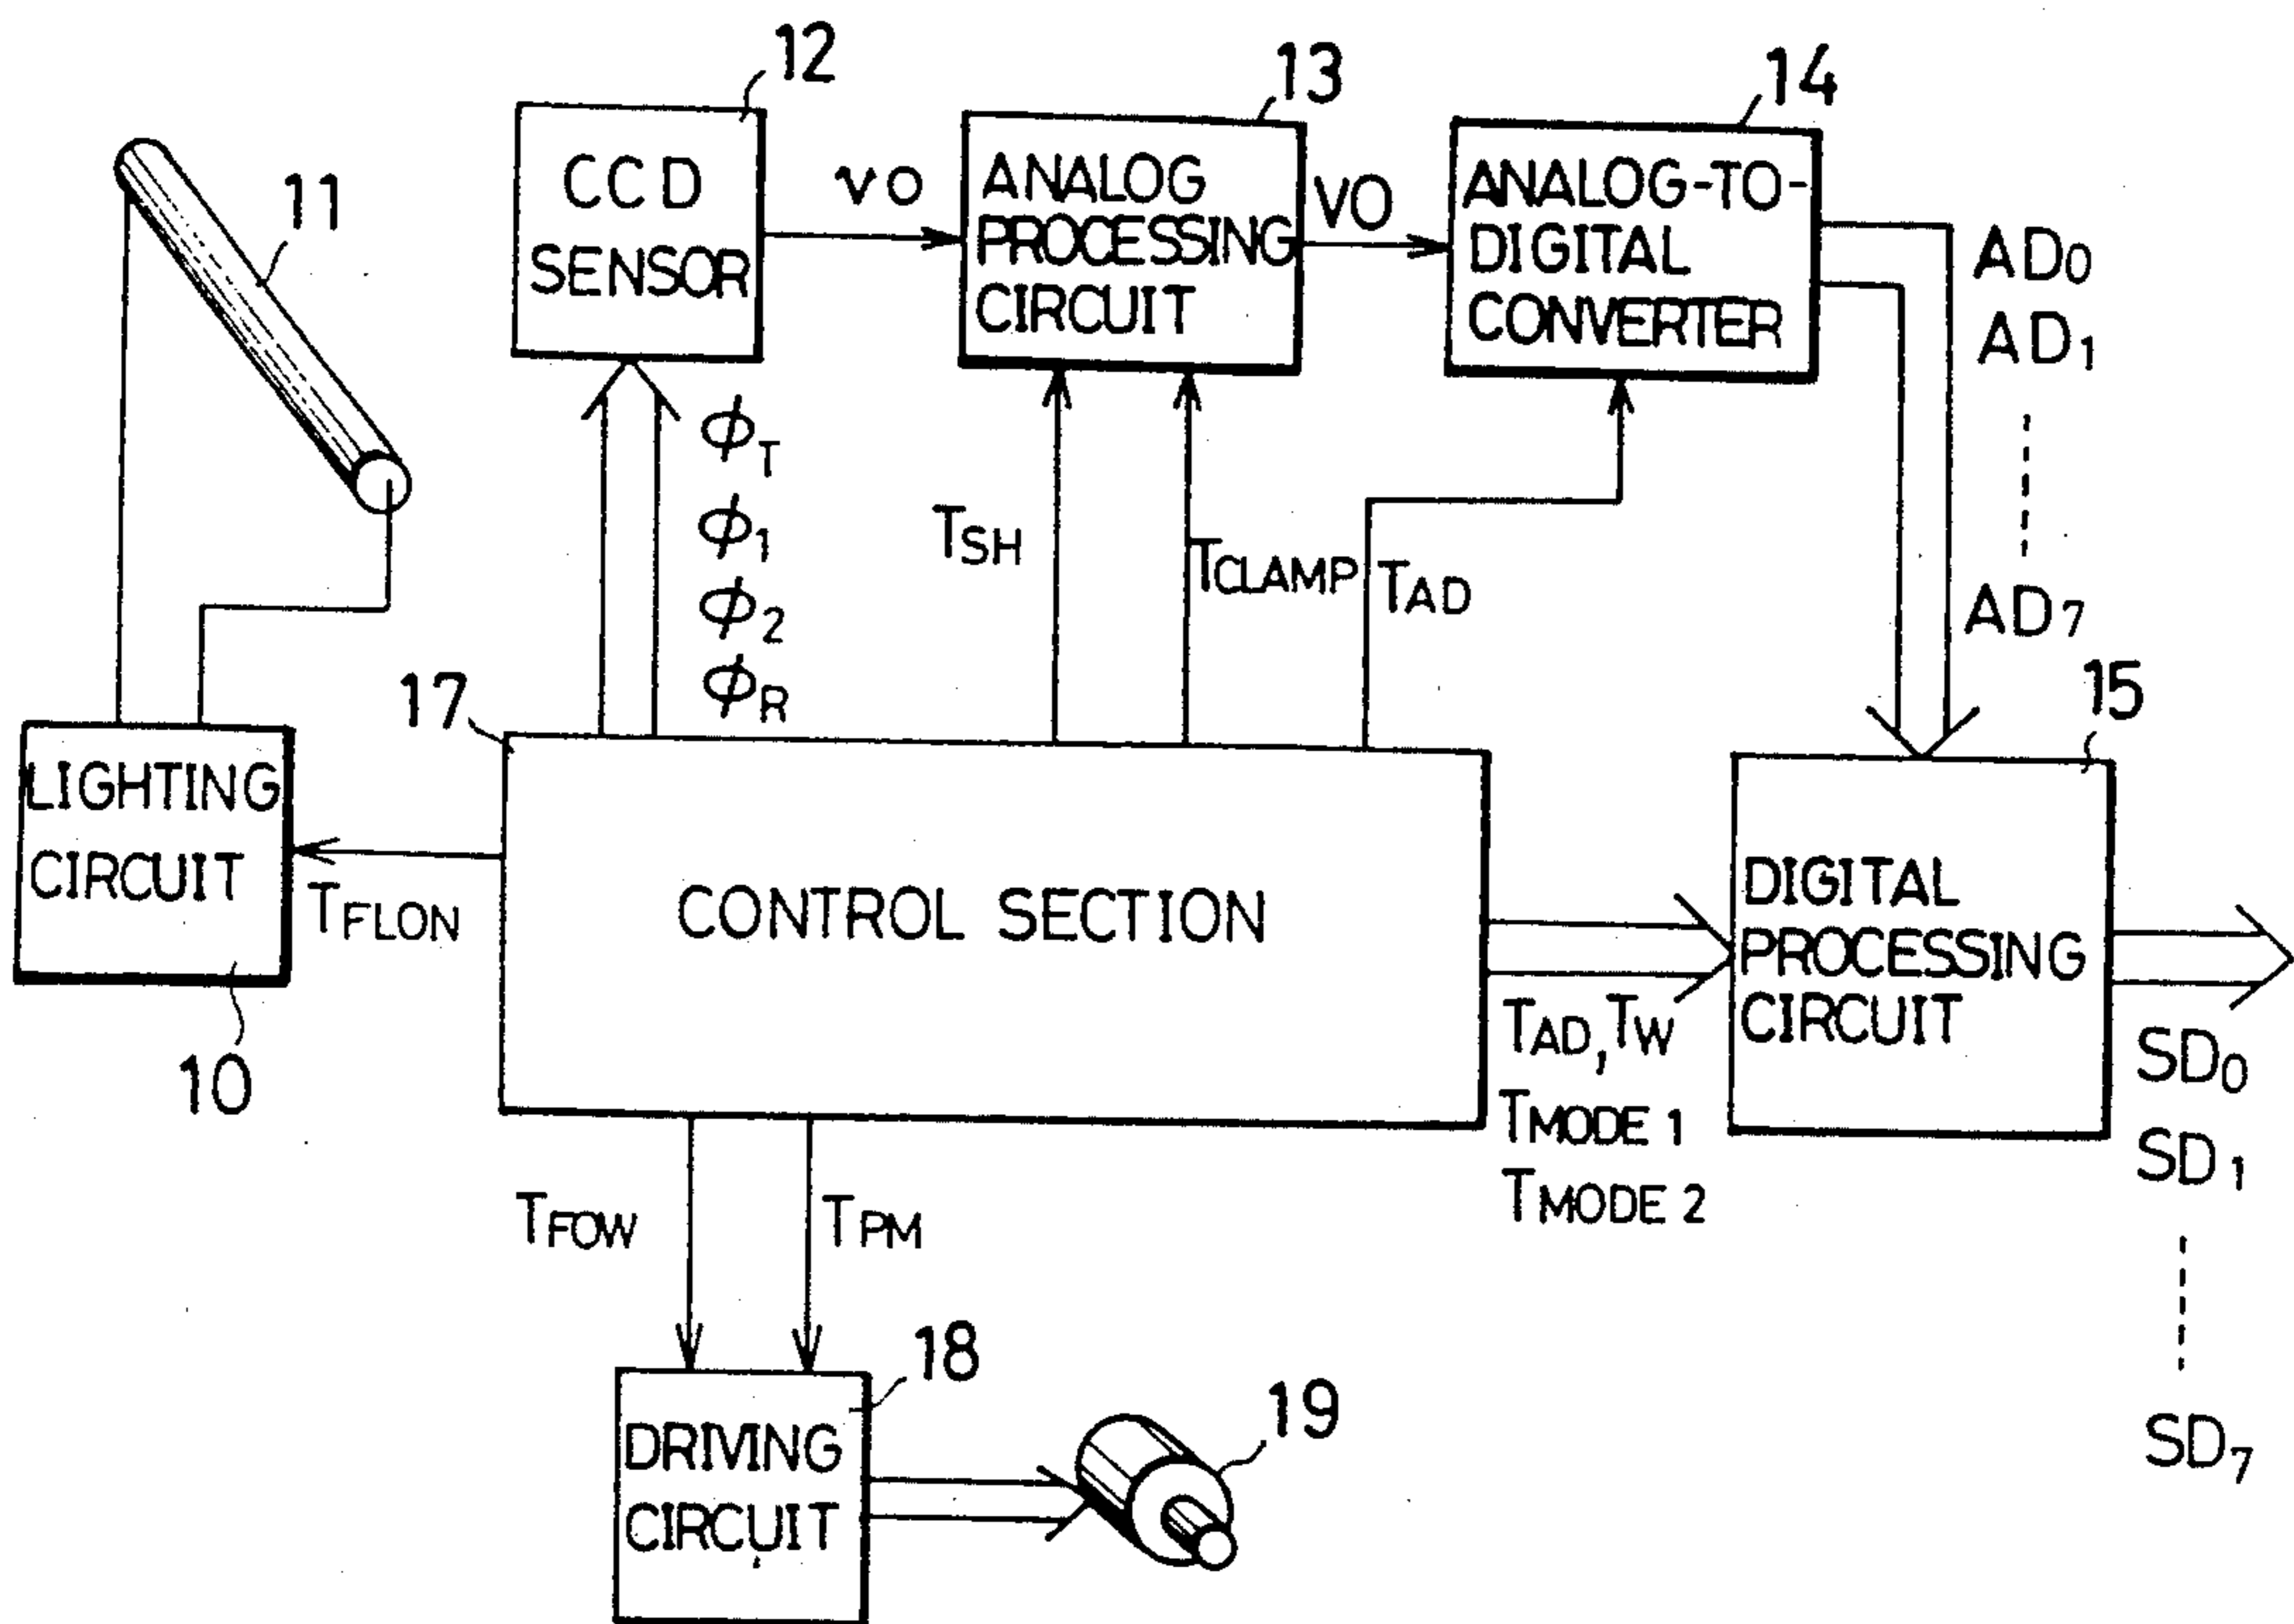 11
12
CCD
SENSOR
vo
13
ANALOG
PROCESSING
CIRCUIT
VO
14
ANALOG-TO-
DIGITAL
CONVERTER
AD0
AD1
AD7
ϕT
ϕ1
ϕ2
ϕR
TSH
TCLAMP
TAD
17
CONTROL SECTION
LIGHTING
CIRCUIT
10
TFLON
15
DIGITAL
PROCESSING
CIRCUIT
TAD, TW
TMODE 1
TMODE 2
SD0
SD1
SD7
TFOW
TPM
18
DRIVING
CIRCUIT
19